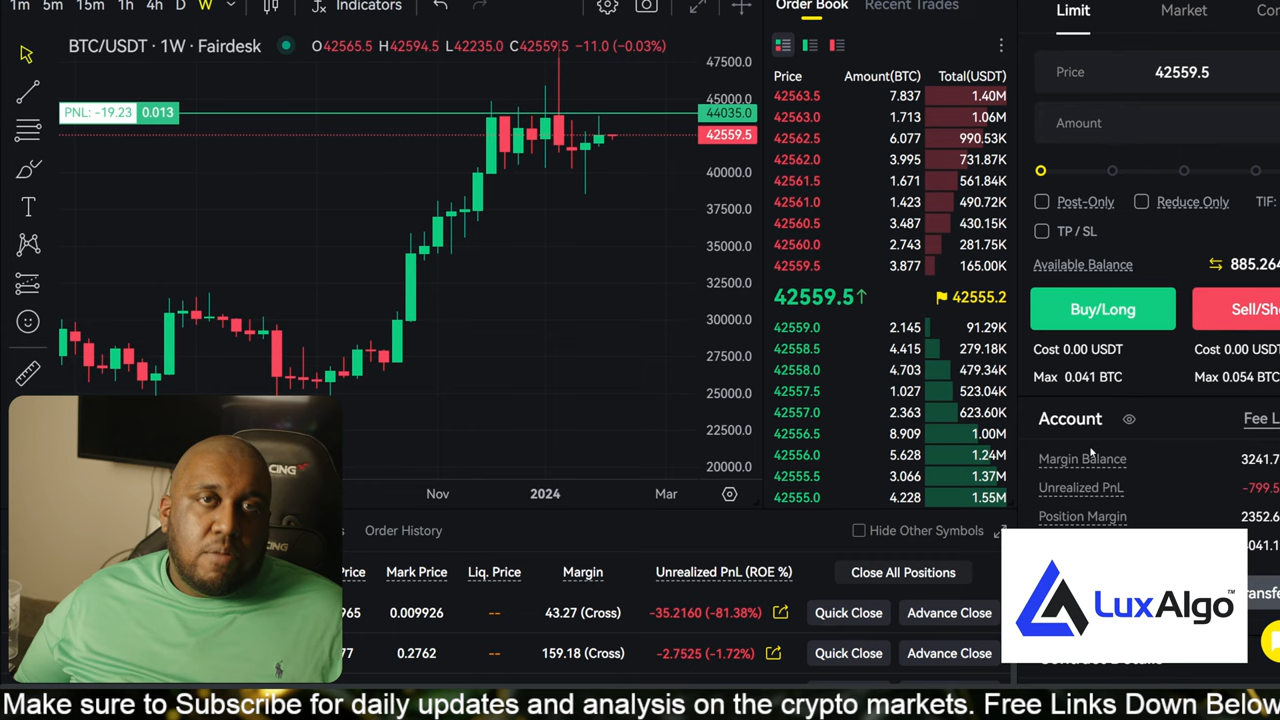 1m 5m 15m 1h 4h D W Indicators
BTC/USDT · 1W · Fairdesk O42565.5 H42594.5 L42235.0 C42559.5 −11.0 (−0.03%)
PNL: -19.23 0.013
47500.0
45000.0
44035.0
42559.5
40000.0
37500.0
35000.0
32500.0
30000.0
27500.0
25000.0
22500.0
20000.0
Nov 2024 Mar
Order Book Recent Trades
Price Amount(BTC) Total(USDT)
42563.5 7.837 1.40M
42563.0 1.713 1.06M
42562.5 6.077 990.53K
42562.0 3.995 731.87K
42561.5 1.671 561.84K
42561.0 1.423 490.72K
42560.5 3.487 430.15K
42560.0 2.743 281.75K
42559.5 3.877 165.00K
42559.5↑ 42555.2
42559.0 2.145 91.29K
42558.5 4.415 279.18K
42558.0 4.703 479.34K
42557.5 1.027 523.04K
42557.0 2.363 623.60K
42556.5 8.909 1.00M
42556.0 5.628 1.24M
42555.5 3.066 1.37M
42555.0 4.228 1.55M
Limit Market
Price 42559.5
Amount
Post-Only Reduce Only TIF:
TP / SL
Available Balance 885.264
Buy/Long Sell/Sho
Cost 0.00 USDT Cost 0.00 USDT
Max 0.041 BTC Max 0.054 BTC
Account Fee L
Margin Balance 3241.7
Unrealized PnL -799.5
Position Margin 2352.6
041.1
ransfe
Order History Hide Other Symbols
Price Mark Price Liq. Price Margin Unrealized PnL (ROE %) Close All Positions
965 0.009926 -- 43.27 (Cross) -35.2160 (-81.38%) Quick Close Advance Close
77 0.2762 -- 159.18 (Cross) -2.7525 (-1.72%) Quick Close Advance Close
LuxAlgo™
CING
CING
Make sure to Subscribe for daily updates and analysis on the crypto markets. Free Links Down Below